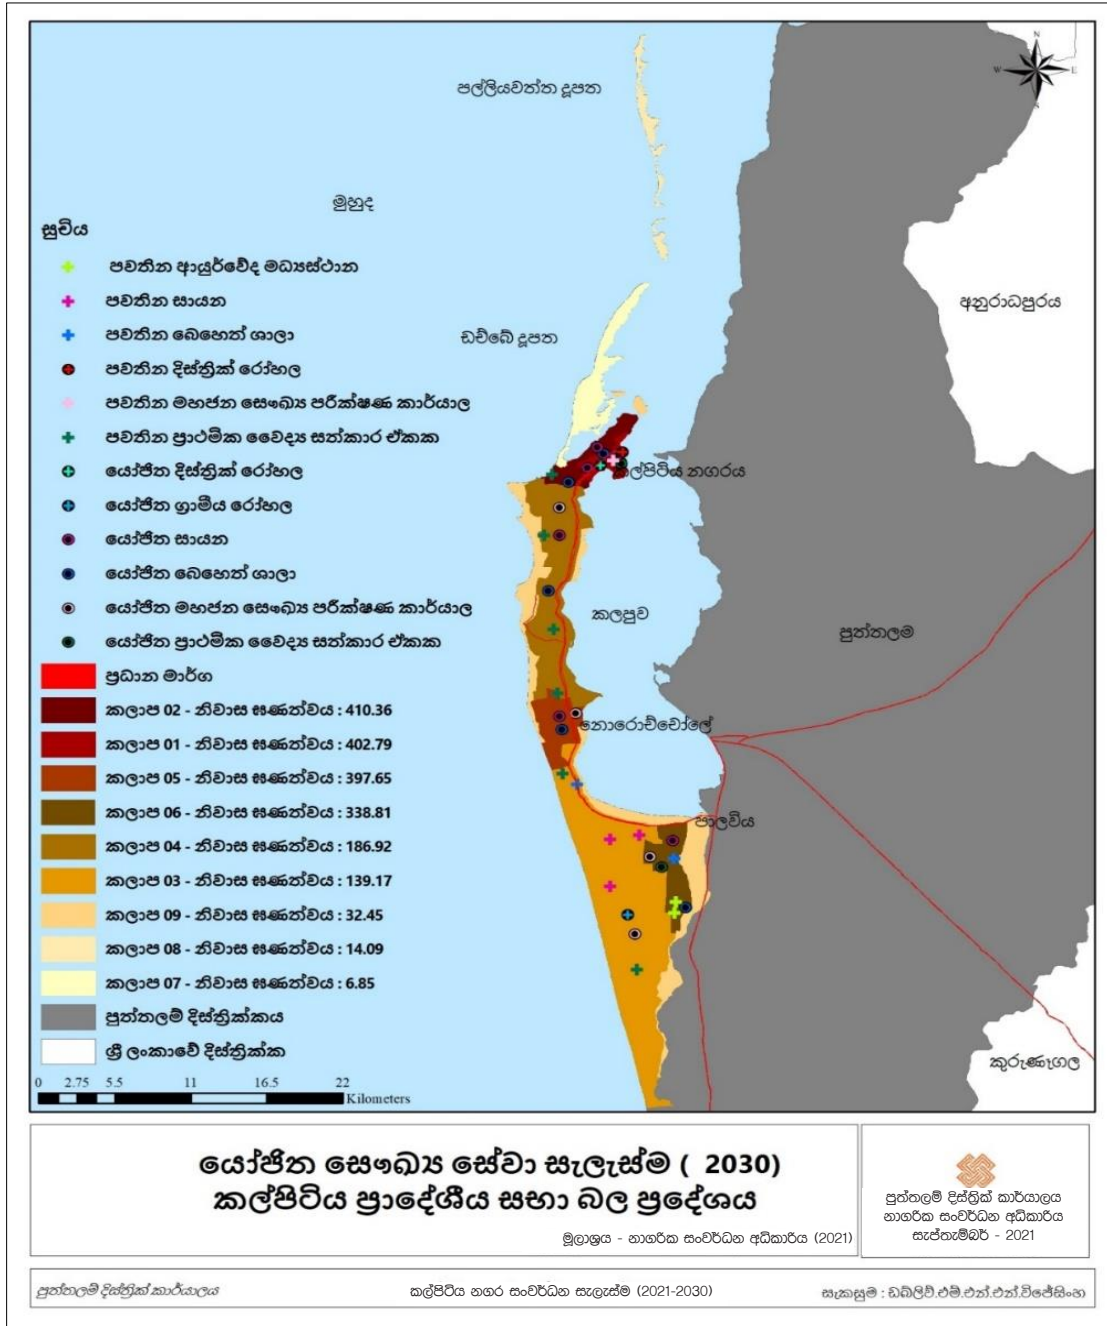 N
W
E
පල්ලියවත්ත දූපත
මුහුද
සූචිය
පවතින ආයුර්වේද මධ්‍යස්ථාන
පවතින සායන
පවතින බෙහෙත් ශාලා
පවතින දිස්ත්‍රික් රෝහල
පවතින මහජන සෞඛ්‍ය පරීක්ෂණ කාර්යාල
පවතින ප්‍රාථමික වෛද්‍ය සත්කාර ඒකක
යෝජිත දිස්ත්‍රික් රෝහල
යෝජිත ග්‍රාමීය රෝහල
යෝජිත සායන
යෝජිත බෙහෙත් ශාලා
යෝජිත මහජන සෞඛ්‍ය පරීක්ෂණ කාර්යාල
යෝජිත ප්‍රාථමික වෛද්‍ය සත්කාර ඒකක
ප්‍රධාන මාර්ග
කලාප 02 - නිවාස ඝණත්වය : 410.36
කලාප 01 - නිවාස ඝණත්වය : 402.79
කලාප 05 - නිවාස ඝණත්වය : 397.65
කලාප 06 - නිවාස ඝණත්වය : 338.81
කලාප 04 - නිවාස ඝණත්වය : 186.92
කලාප 03 - නිවාස ඝණත්වය : 139.17
කලාප 09 - නිවාස ඝණත්වය : 32.45
කලාප 08 - නිවාස ඝණත්වය : 14.09
කලාප 07 - නිවාස ඝණත්වය : 6.85
පුත්තලම් දිස්ත්‍රික්කය
ශ්‍රී ලංකාවේ දිස්ත්‍රික්ක
0 2.75 5.5 11 16.5 22
Kilometers
ඩච්බේ දූපත
අනුරාධපුරය
කල්පිටිය නගරය
කලපුව
පුත්තලම
නොරොච්චෝලේ
පාලවිය
කුරුණෑගල
යෝජිත සෞඛ්‍ය සේවා සැලැස්ම ( 2030)
කල්පිටිය ප්‍රාදේශීය සභා බල ප්‍රදේශය
මූලාශ්‍රය - නාගරික සංවර්ධන අධිකාරිය (2021)
පුත්තලම් දිස්ත්‍රික් කාර්යාලය
නාගරික සංවර්ධන අධිකාරිය
සැප්තැම්බර් - 2021
පුත්තලම් දිස්ත්‍රික් කාර්යාලය
කල්පිටිය නගර සංවර්ධන සැලැස්ම (2021-2030)
සැකසුම : ඩබ්ලිව්.එම්.එන්.එන්.විජේසිංහ